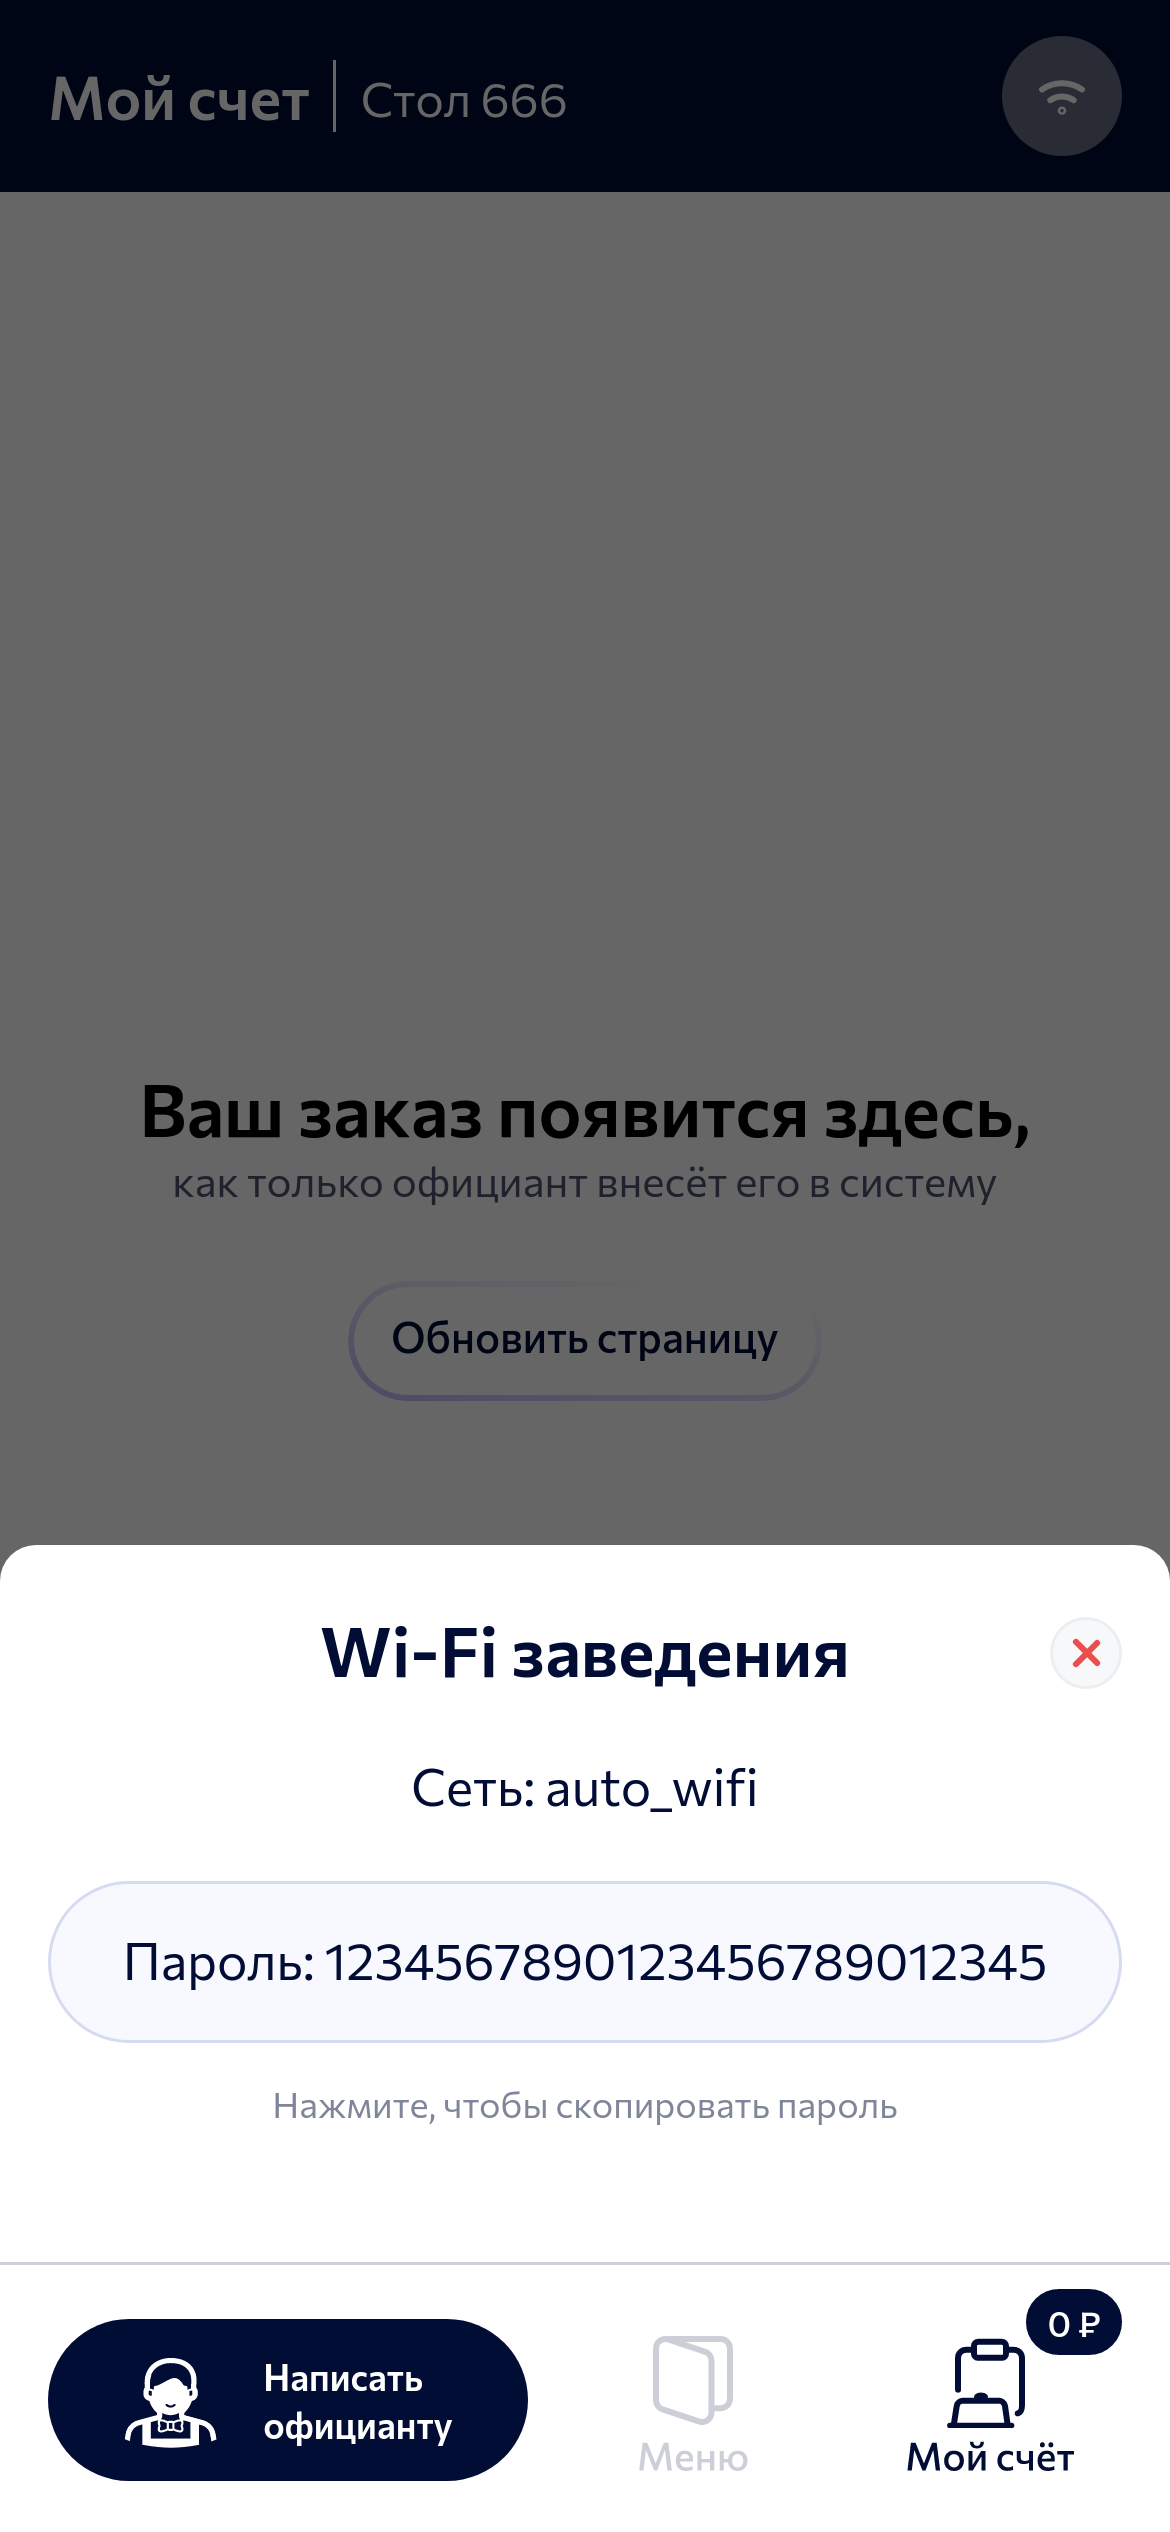 Мой счет
Стол 666
Ваш заказ появится здесь,
как только официант внесёт его в систему
Обновить страницу
Wi-Fi заведения
Сеть: auto_wifi
Пароль: 1234567890123456789012345
Нажмите, чтобы скопировать пароль
Написать
официанту
Меню
0 ₽
Мой счёт